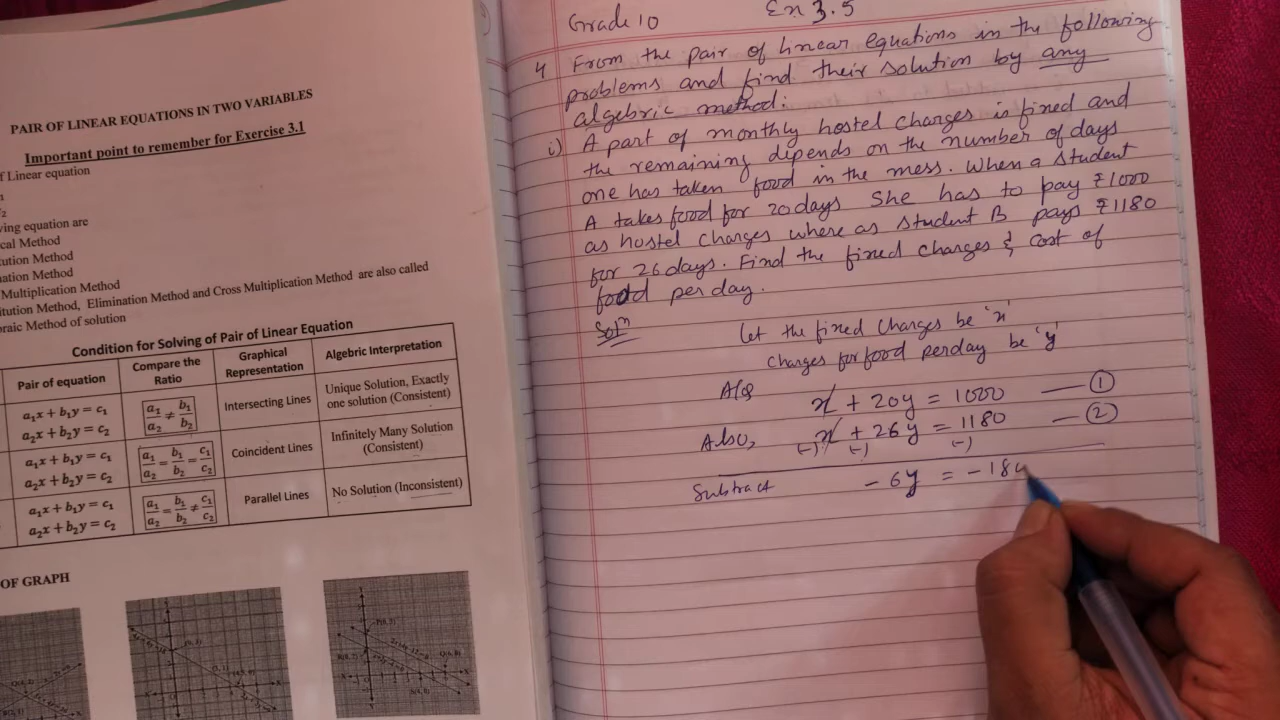 PAIR OF LINEAR EQUATIONS IN TWO VARIABLES
Important point to remember for Exercise 3.1
f Linear equation
ving equation are
cal Method
ution Method
nation Method
Multiplication Method
itution Method, Elimination Method and Cross Multiplication Method are also called
braic Method of solution
Condition for Solving of Pair of Linear Equation
Pair of equation
Compare the Ratio
Graphical Representation
Algebric Interpretation
a₁x + b₁y = c₁
a₂x + b₂y = c₂
a₁/a₂ ≠ b₁/b₂
Intersecting Lines
Unique Solution, Exactly one solution (Consistent)
a₁x + b₁y = c₁
a₂x + b₂y = c₂
a₁/a₂ = b₁/b₂ = c₁/c₂
Coincident Lines
Infinitely Many Solution (Consistent)
a₁x + b₁y = c₁
a₂x + b₂y = c₂
a₁/a₂ = b₁/b₂ ≠ c₁/c₂
Parallel Lines
No Solution (Inconsistent)
OF GRAPH
Grade 10 Ex 3.5
4 From the pair of linear equations in the following
problems and find their solution by any
algebric method:
i) A part of monthly hostel charges is fixed and
the remaining depends on the number of days
one has taken food in the mess. When a student
A takes food for 20 days She has to pay ₹1000
as hostel charges where as student B pays ₹1180
for 26 days. Find the fixed charges & cost of
food per day.
Solⁿ Let the fixed charges be 'x'
Charges for food perday be 'y'
A/Q x + 20y = 1000 — ①
Also, x + 26y = 1180 — ②
(-) (-) (-)
Subtract - 6y = -180